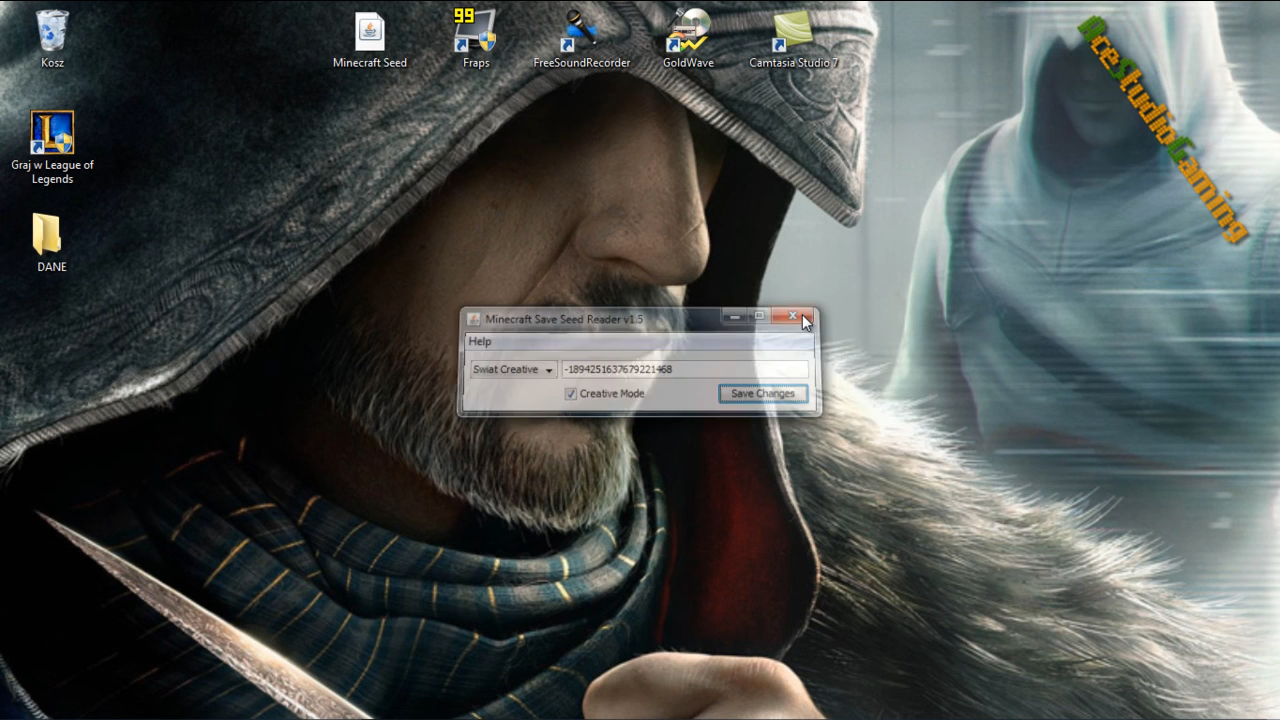 Kosz
Minecraft Seed
99
Fraps
FreeSoundRecorder
GoldWave
Camtasia Studio 7
AceStudioGaming
Graj w League of
Legends
DANE
Minecraft Save Seed Reader v1.5
Help
Swiat Creative
-1894251637679221468
Creative Mode
Save Changes